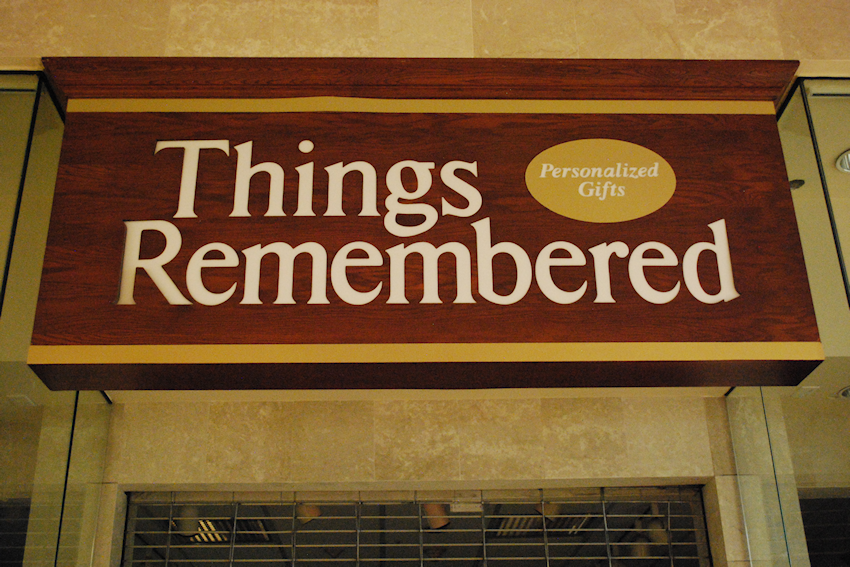 Things
Remembered
Personalized
Gifts